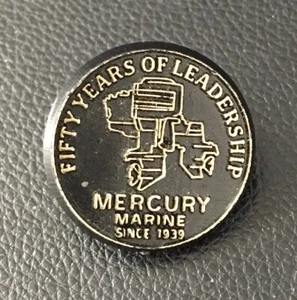 FIFTY YEARS OF LEADERSHIP
MERCURY
MARINE
SINCE 1939